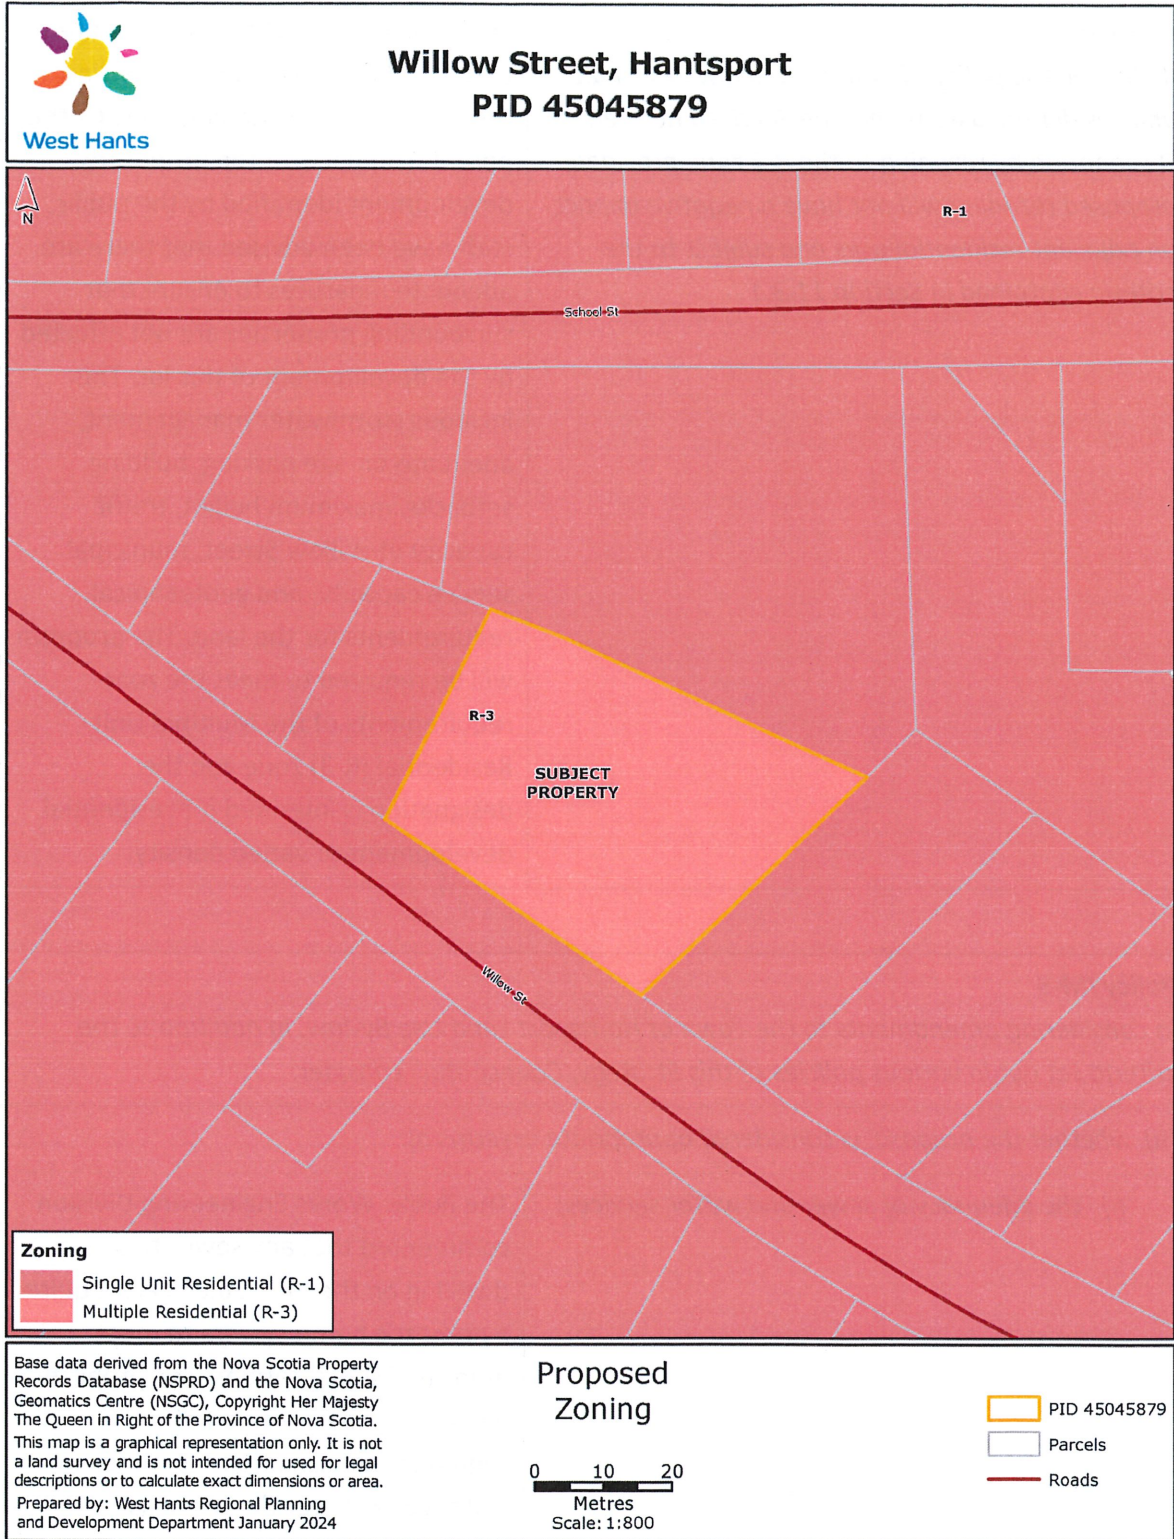 West Hants
Willow Street, Hantsport
PID 45045879
N
R-1
School St
R-3
SUBJECT
PROPERTY
Willow St
Zoning
Single Unit Residential (R-1)
Multiple Residential (R-3)
Base data derived from the Nova Scotia Property
Records Database (NSPRD) and the Nova Scotia,
Geomatics Centre (NSGC), Copyright Her Majesty
The Queen in Right of the Province of Nova Scotia.
This map is a graphical representation only. It is not
a land survey and is not intended for used for legal
descriptions or to calculate exact dimensions or area.
Prepared by: West Hants Regional Planning
and Development Department January 2024
Proposed
Zoning
0 10 20
Metres
Scale: 1:800
PID 45045879
Parcels
Roads